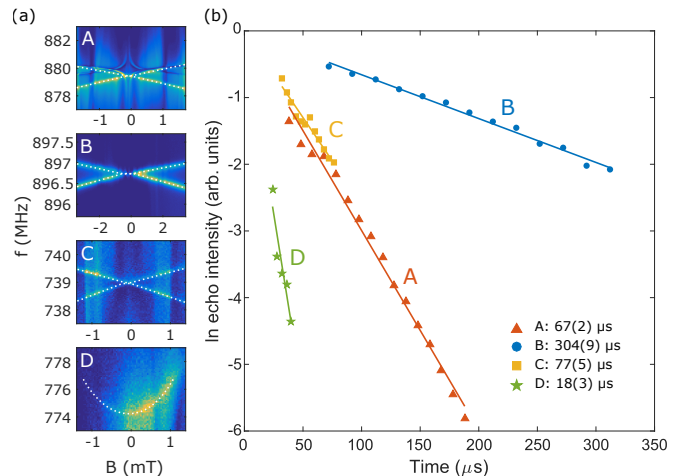 (a)
(b)
A
882
880
878
-1 0 1
B
897.5
897
896.5
896
-2 0 2
f (MHz)
C
740
739
738
-1 0 1
D
778
776
774
-1 0 1
B (mT)
ln echo intensity (arb. units)
0
-1
-2
-3
-4
-5
-6
B
C
A
D
A: 67(2) µs
B: 304(9) µs
C: 77(5) µs
D: 18(3) µs
0 50 100 150 200 250 300 350
Time (µs)